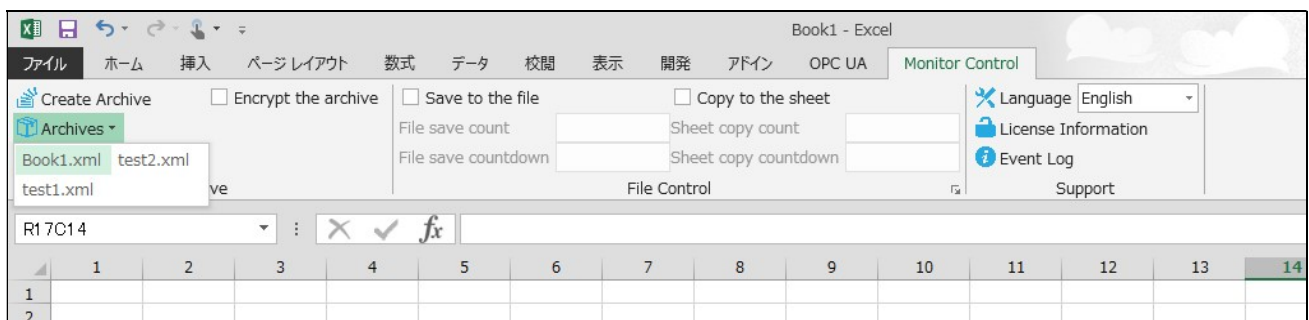 Book1 - Excel
ファイル ホーム 挿入 ページ レイアウト 数式 データ 校閲 表示 開発 アドイン OPC UA Monitor Control
Create Archive Encrypt the archive Save to the file Copy to the sheet Language English
Archives File save count Sheet copy count License Information
Book1.xml test2.xml File save countdown Sheet copy countdown Event Log
test1.xml ve File Control Support
R17C14 fx
1 2 3 4 5 6 7 8 9 10 11 12 13 14
1
2